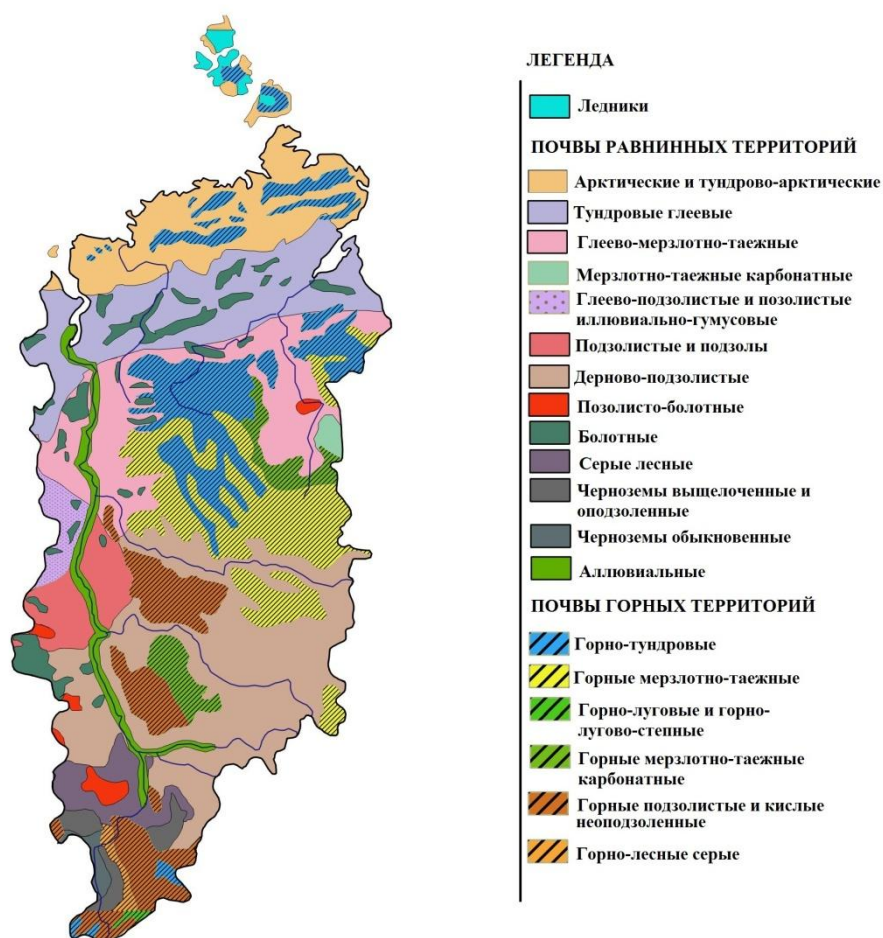 ЛЕГЕНДА
Ледники
ПОЧВЫ РАВНИННЫХ ТЕРРИТОРИЙ
Арктические и тундрово-арктические
Тундровые глеевые
Глеево-мерзлотно-таежные
Мерзлотно-таежные карбонатные
Глеево-подзолистые и позолистые
иллювиально-гумусовые
Подзолистые и подзолы
Дерново-подзолистые
Позолисто-болотные
Болотные
Серые лесные
Черноземы выщелоченные и
оподзоленные
Черноземы обыкновенные
Аллювиальные
ПОЧВЫ ГОРНЫХ ТЕРРИТОРИЙ
Горно-тундровые
Горные мерзлотно-таежные
Горно-луговые и горно-
лугово-степные
Горные мерзлотно-таежные
карбонатные
Горные подзолистые и кислые
неоподзоленные
Горно-лесные серые